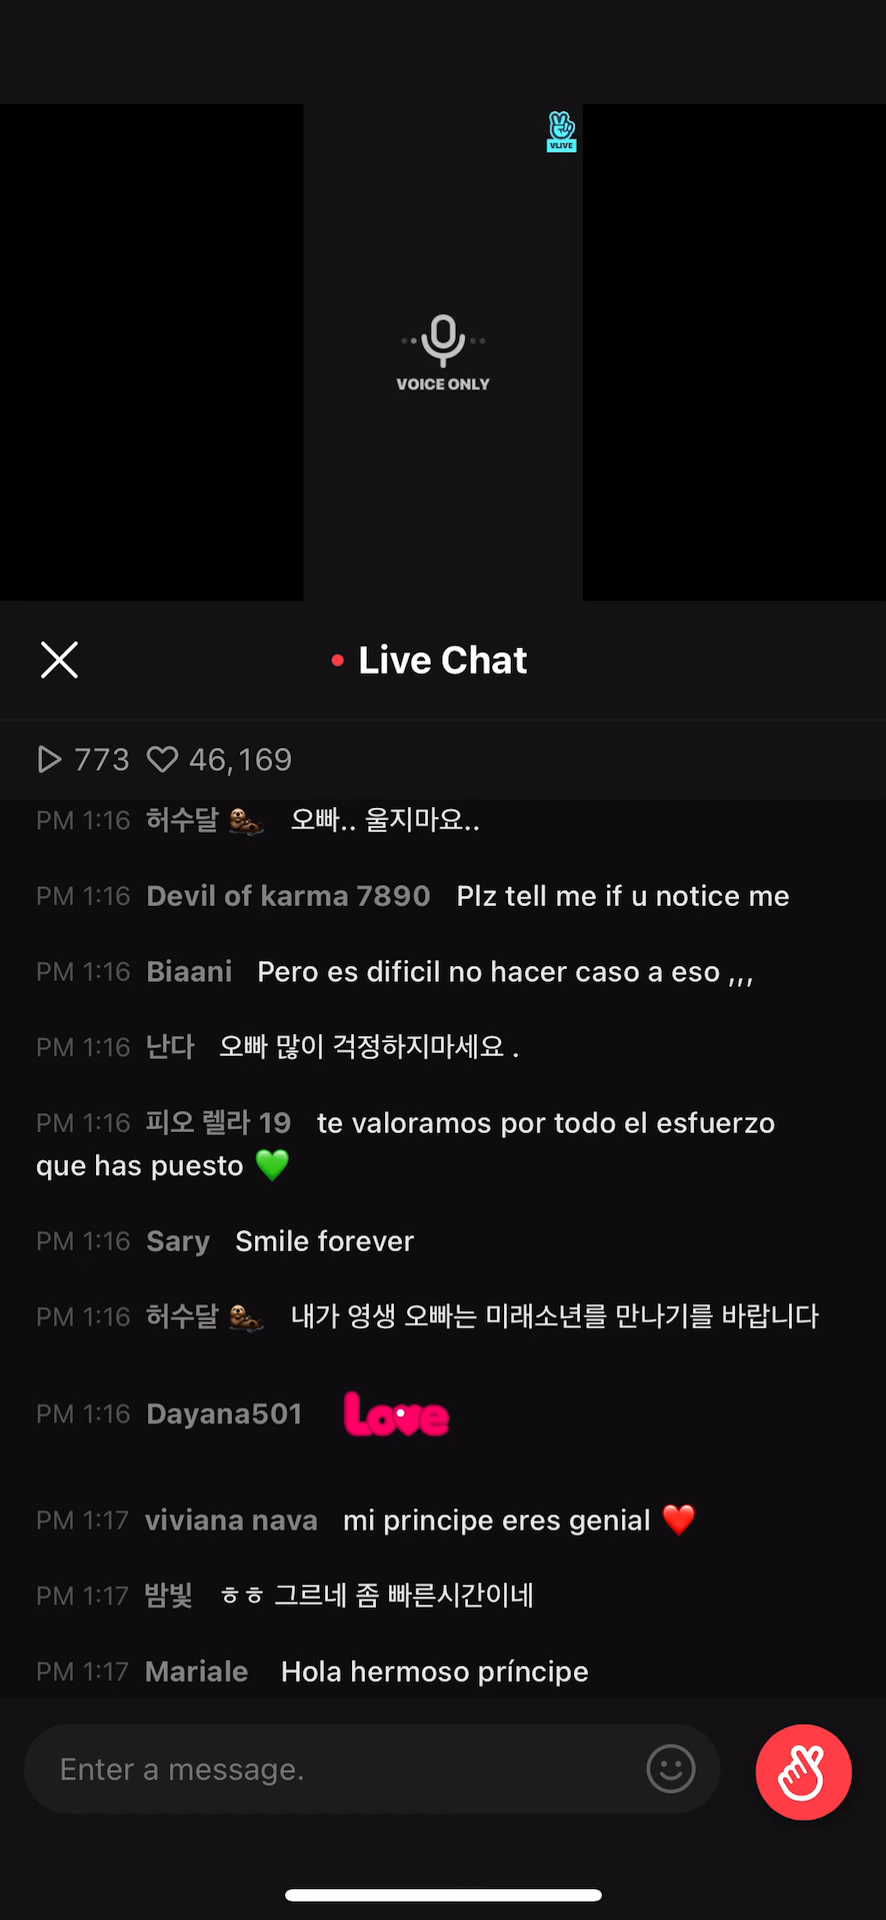 VLIVE
VOICE ONLY
Live Chat
773 46,169
PM 1:16 허수달 🦦 오빠.. 울지마요..
PM 1:16 Devil of karma 7890 Plz tell me if u notice me
PM 1:16 Biaani Pero es dificil no hacer caso a eso ,,,
PM 1:16 난다 오빠 많이 걱정하지마세요 .
PM 1:16 피오 렐라 19 te valoramos por todo el esfuerzo
que has puesto 💚
PM 1:16 Sary Smile forever
PM 1:16 허수달 🦦 내가 영생 오빠는 미래소년를 만나기를 바랍니다
PM 1:16 Dayana501 Love
PM 1:17 viviana nava mi principe eres genial ❤️
PM 1:17 밤빛 ㅎㅎ 그르네 좀 빠른시간이네
PM 1:17 Mariale Hola hermoso príncipe
Enter a message.